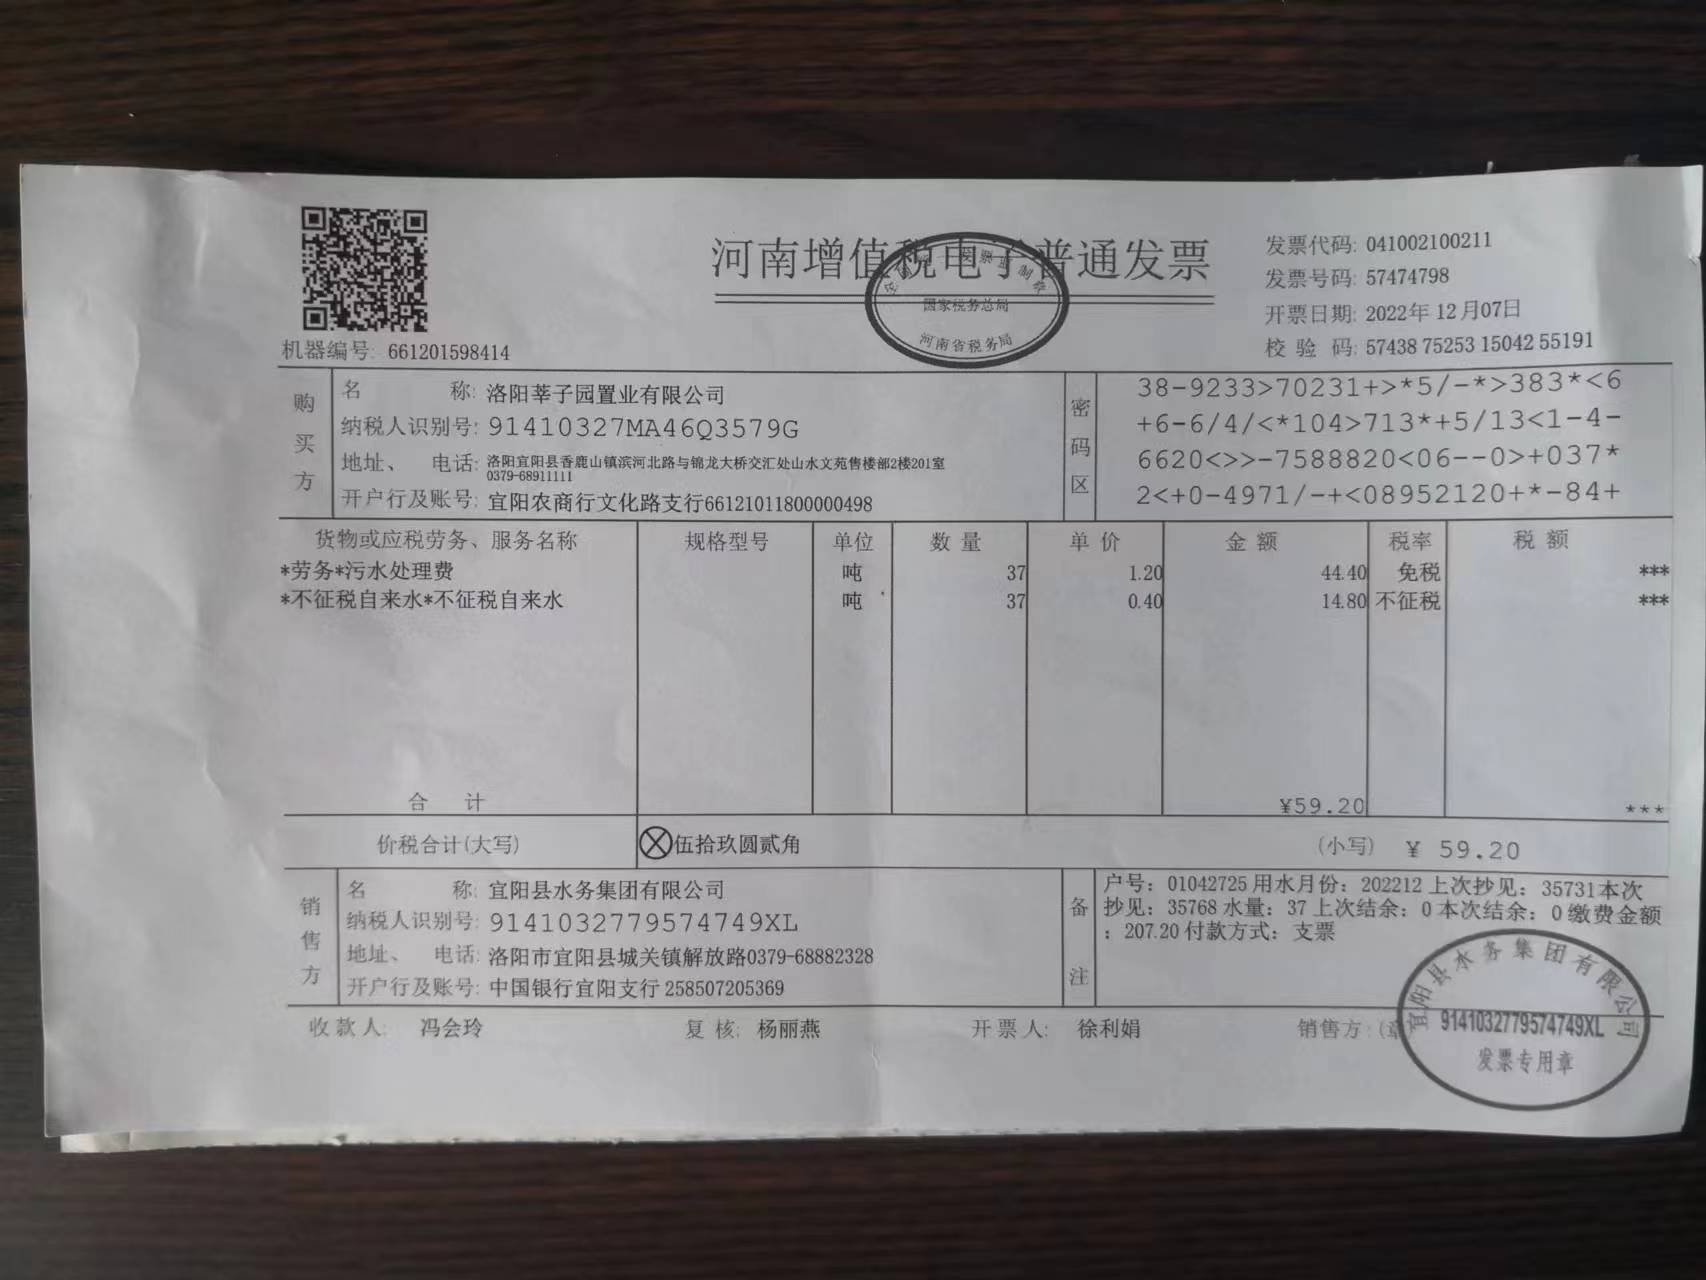 河南增值税电子普通发票
国家税务总局
河南省税务局
发票代码: 041002100211
发票号码: 57474798
开票日期: 2022年12月07日
校 验 码: 57438 75253 15042 55191
机器编号: 661201598414
购买方
名 称: 洛阳莘子园置业有限公司
纳税人识别号: 91410327MA46Q3579G
地址、 电话: 洛阳宜阳县香鹿山镇滨河北路与锦龙大桥交汇处山水文苑售楼部2楼201室
0379-68911111
开户行及账号: 宜阳农商行文化路支行66121011800000498
密码区
38-9233>70231+>*5/-*>383*<6
+6-6/4/<*104>713*+5/13<1-4-
6620<>>-7588820<06--0>+037*
2<+0-4971/-+<08952120+*-84+
货物或应税劳务、服务名称 规格型号 单位 数 量 单 价 金 额 税率 税 额
*劳务*污水处理费 吨 37 1.20 44.40 免税 ***
*不征税自来水*不征税自来水 吨 37 0.40 14.80 不征税 ***
合 计 ¥59.20 ***
价税合计(大写) ⊗伍拾玖圆贰角 (小写) ¥ 59.20
销售方
名 称: 宜阳县水务集团有限公司
纳税人识别号: 91410327795747​49XL
地址、 电话: 洛阳市宜阳县城关镇解放路0379-68882328
开户行及账号: 中国银行宜阳支行 258507205369
备注
户号: 01042725 用水月份: 202212 上次抄见: 35731 本次
抄见: 35768 水量: 37 上次结余: 0 本次结余: 0 缴费金额
: 207.20 付款方式: 支票
收款人: 冯会玲 复核: 杨丽燕 开票人: 徐利娟 销售方:(章
宜阳县水务集团有限公司
9141032779574749XL
发票专用章